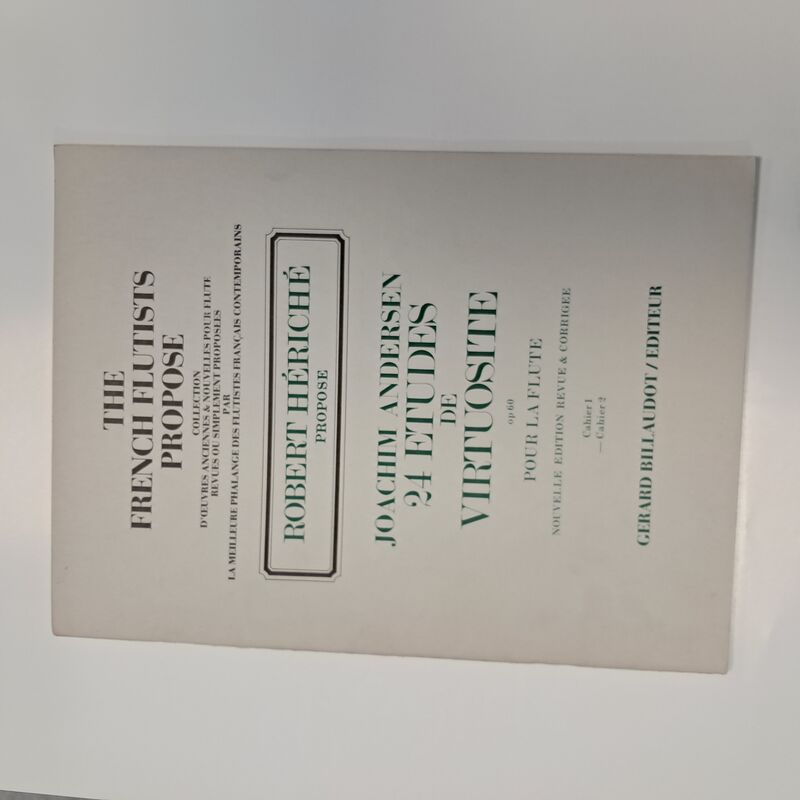 THE
FRENCH FLUTISTS
PROPOSE
COLLECTION
D'ŒUVRES ANCIENNES & NOUVELLES POUR FLUTE
REVUES OU SIMPLEMENT PROPOSEES
PAR
LA MEILLEURE PHALANGE DES FLUTISTES FRANÇAIS CONTEMPORAINS
ROBERT HÉRICHÉ
PROPOSE
JOACHIM ANDERSEN
24 ETUDES
DE
VIRTUOSITE
op 60
POUR LA FLUTE
NOUVELLE EDITION REVUE & CORRIGEE
Cahier 1
— Cahier 2
GERARD BILLAUDOT / EDITEUR